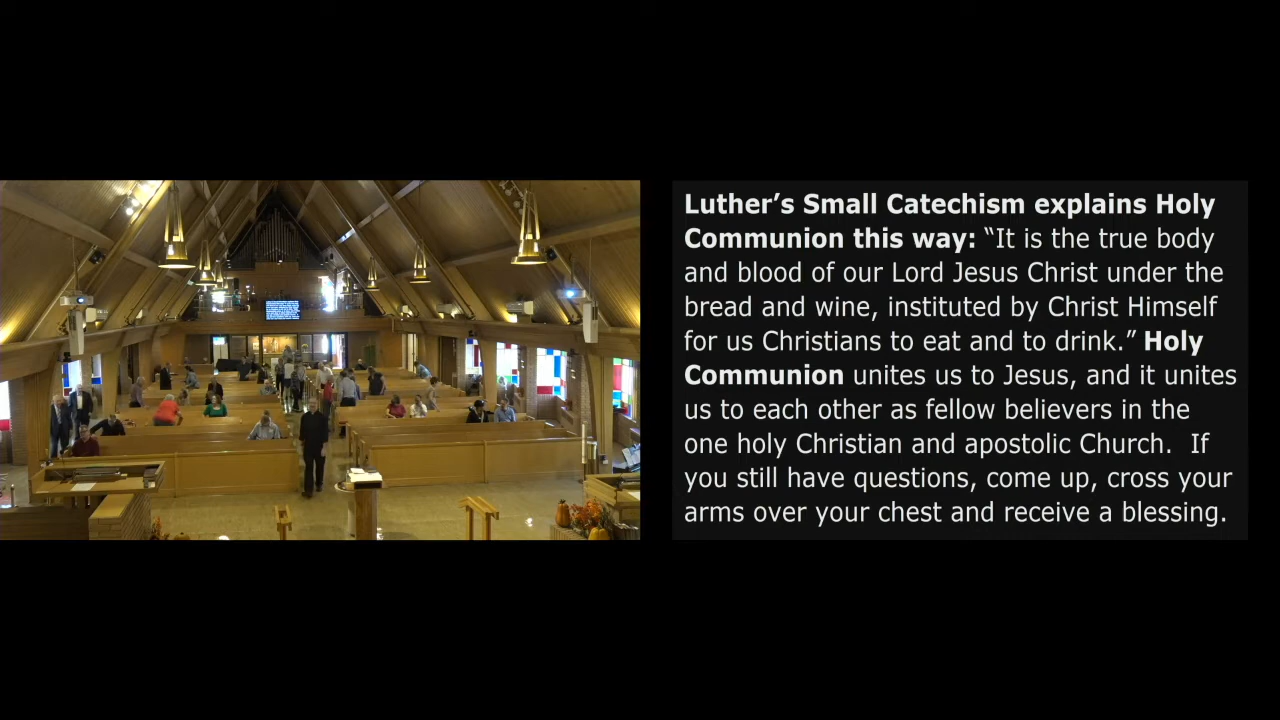 Luther’s Small Catechism explains Holy
Communion this way: “It is the true body
and blood of our Lord Jesus Christ under the
bread and wine, instituted by Christ Himself
for us Christians to eat and to drink.” Holy
Communion unites us to Jesus, and it unites
us to each other as fellow believers in the
one holy Christian and apostolic Church.  If
you still have questions, come up, cross your
arms over your chest and receive a blessing.